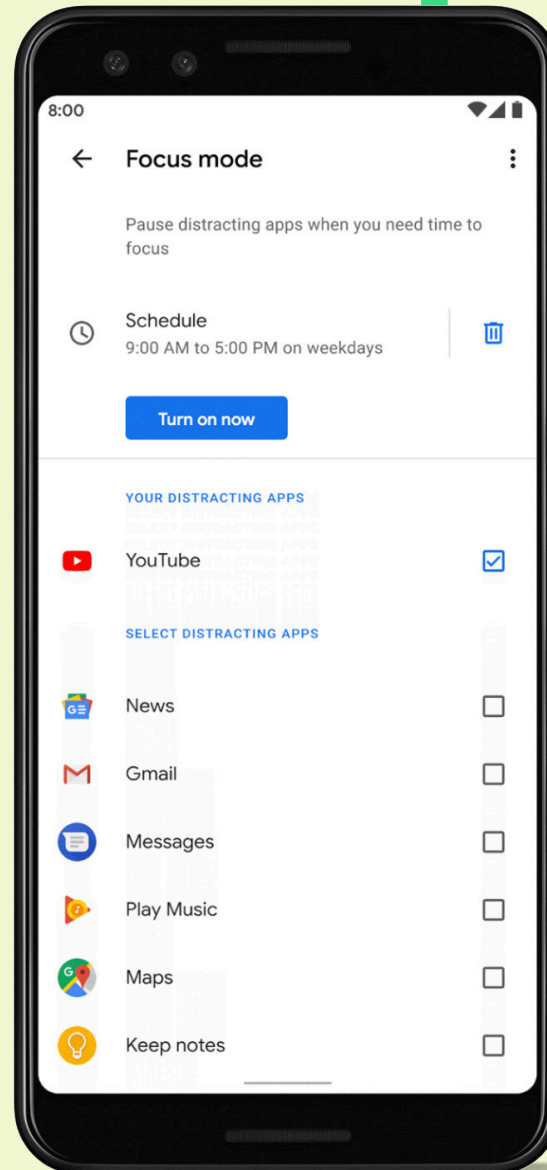 8:00
Focus mode
Pause distracting apps when you need time to
focus
Schedule
9:00 AM to 5:00 PM on weekdays
Turn on now
YOUR DISTRACTING APPS
YouTube
SELECT DISTRACTING APPS
News
Gmail
Messages
Play Music
Maps
Keep notes